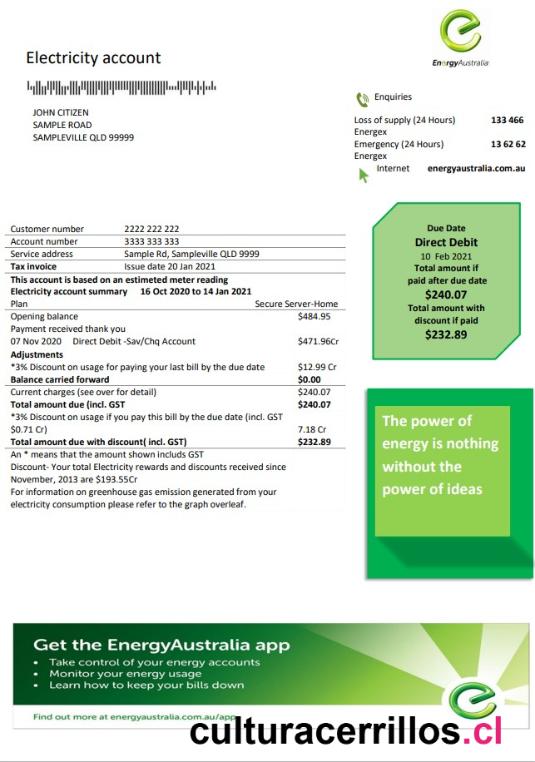 Electricity account
EnergyAustralia
JOHN CITIZEN
SAMPLE ROAD
SAMPLEVILLE QLD 99999
Enquiries
Loss of supply (24 Hours) 133 466
Energex
Emergency (24 Hours) 13 62 62
Energex
Internet energyaustralia.com.au
Customer number 2222 222 222
Account number 3333 333 333
Service address Sample Rd, Sampleville QLD 9999
Tax invoice Issue date 20 Jan 2021
This account is based on an estimeted meter reading
Electricity account summary 16 Oct 2020 to 14 Jan 2021
Plan Secure Server-Home
Opening balance $484.95
Payment received thank you
07 Nov 2020 Direct Debit -Sav/Chq Account $471.96Cr
Adjustments
*3% Discount on usage for paying your last bill by the due date $12.99 Cr
Balance carried forward $0.00
Current charges (see over for detail) $240.07
Total amount due (incl. GST $240.07
*3% Discount on usage if you pay this bill by the due date (incl. GST
$0.71 Cr) 7.18 Cr
Total amount due with discount( incl. GST) $232.89
An * means that the amount shown includs GST
Discount- Your total Electricity rewards and discounts received since
November, 2013 are $193.55Cr
For information on greenhouse gas emission generated from your
electricity consumption please refer to the graph overleaf.
Due Date
Direct Debit
10 Feb 2021
Total amount if
paid after due date
$240.07
Total amount with
discount if paid
$232.89
The power of
energy is nothing
without the
power of ideas
Get the EnergyAustralia app
• Take control of your energy accounts
• Monitor your energy usage
• Learn how to keep your bills down
Find out more at energyaustralia.com.au/app
culturacerrillos.cl